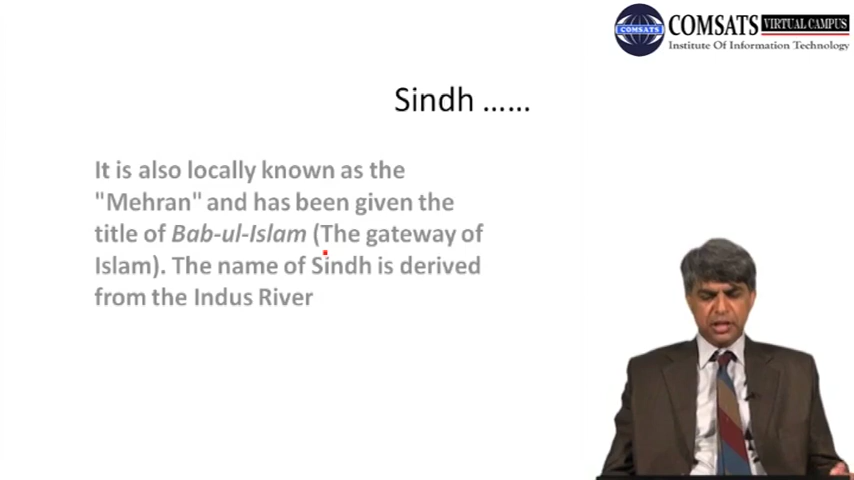 COMSATS
COMSATS VIRTUAL CAMPUS
Institute Of Information Technology
Sindh ......
It is also locally known as the
"Mehran" and has been given the
title of Bab-ul-Islam (The gateway of
Islam). The name of Sindh is derived
from the Indus River